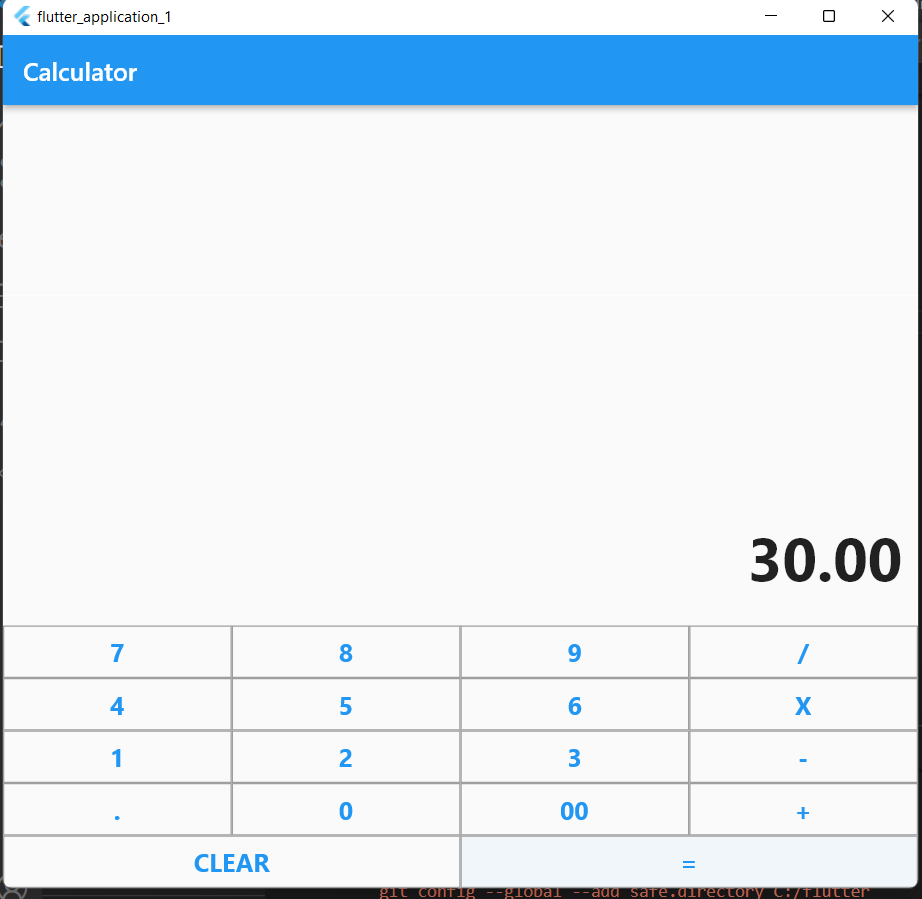 flutter_application_1
Calculator
30.00
7 8 9 /
4 5 6 X
1 2 3 -
. 0 00 +
CLEAR =
git config --global --add safe.directory C:/flutter